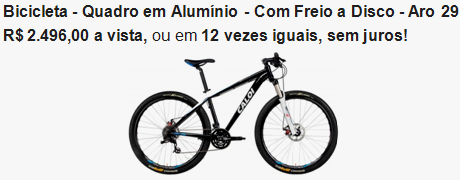 Bicicleta - Quadro em Alumínio - Com Freio a Disco - Aro 29
R$ 2.496,00 a vista, ou em 12 vezes iguais, sem juros!
CALOI